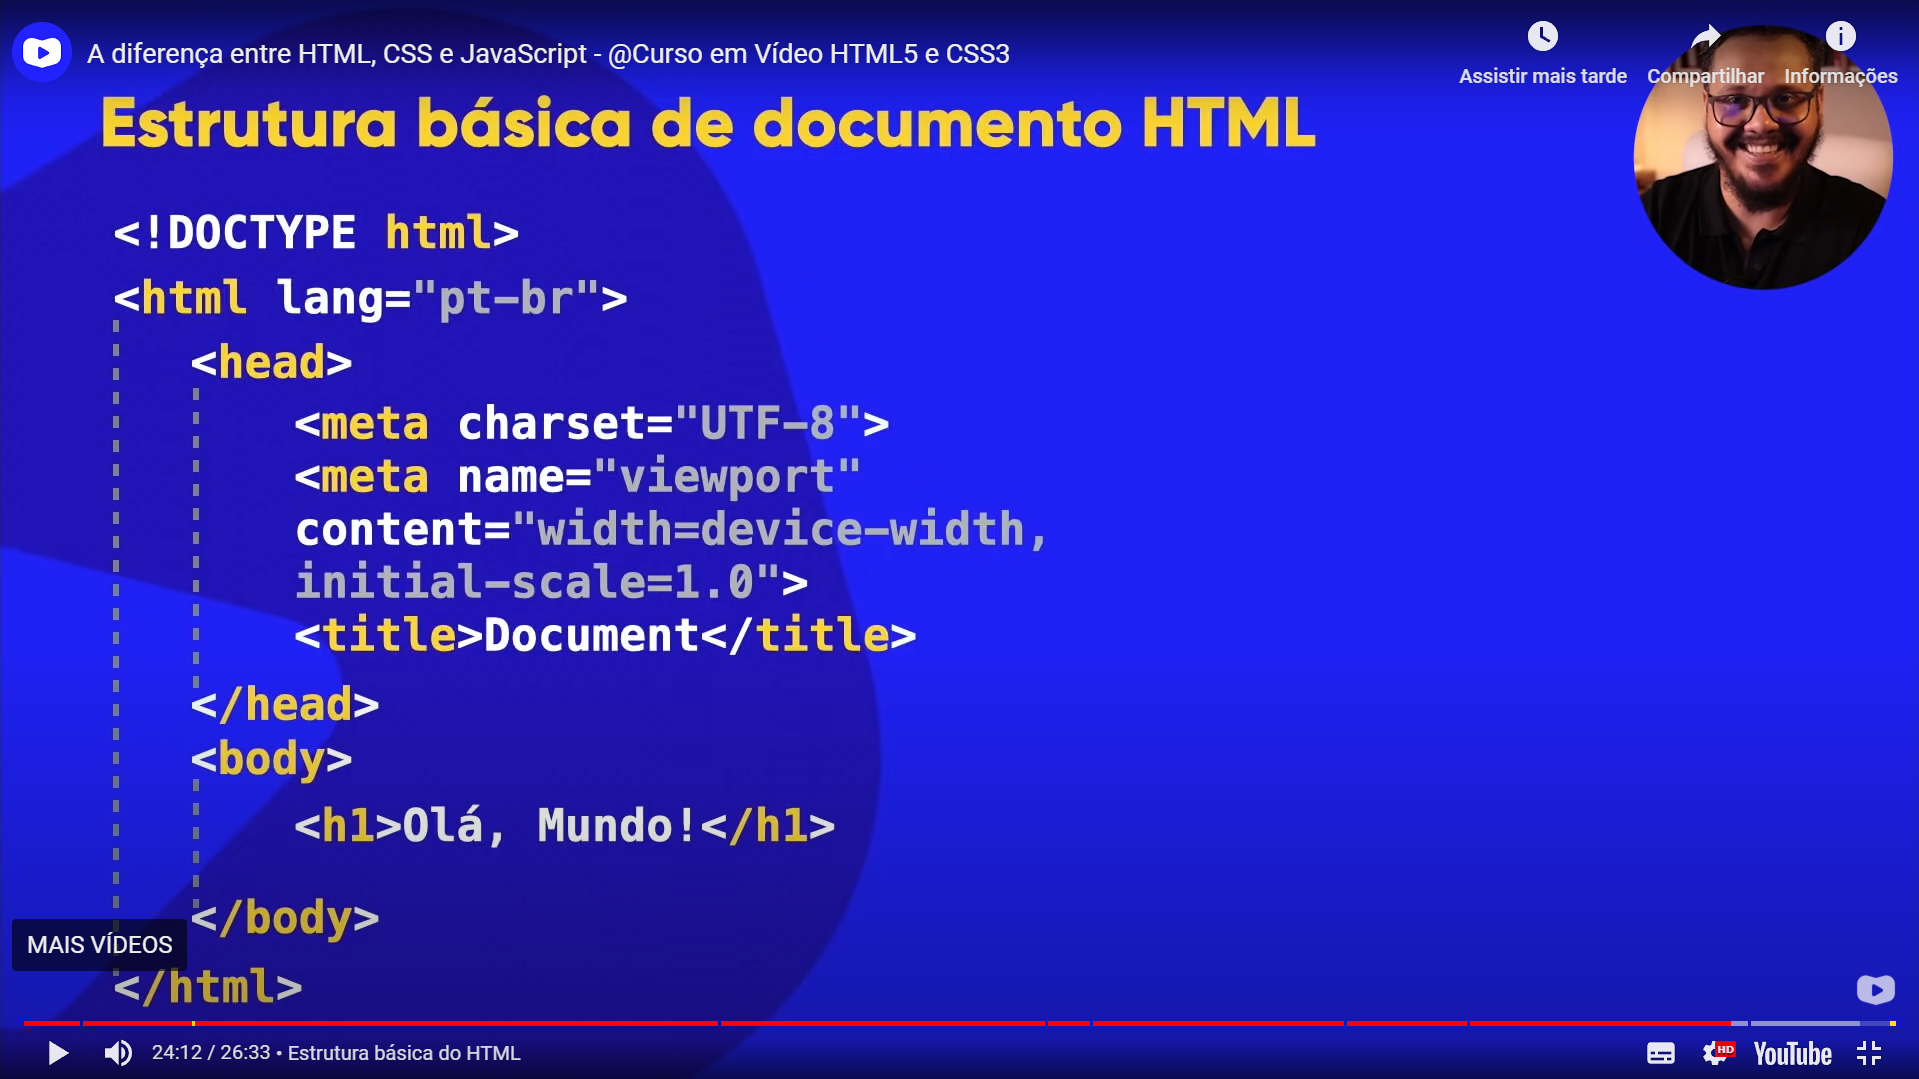 A diferença entre HTML, CSS e JavaScript - @Curso em Vídeo HTML5 e CSS3
Assistir mais tarde
Compartilhar
Informações
Estrutura básica de documento HTML
<!DOCTYPE html>
<html lang="pt-br">
<head>
<meta charset="UTF-8">
<meta name="viewport"
content="width=device-width,
initial-scale=1.0">
<title>Document</title>
</head>
<body>
<h1>Olá, Mundo!</h1>
</body>
MAIS VÍDEOS
</html>
24:12 / 26:33 • Estrutura básica do HTML
HD
YouTube